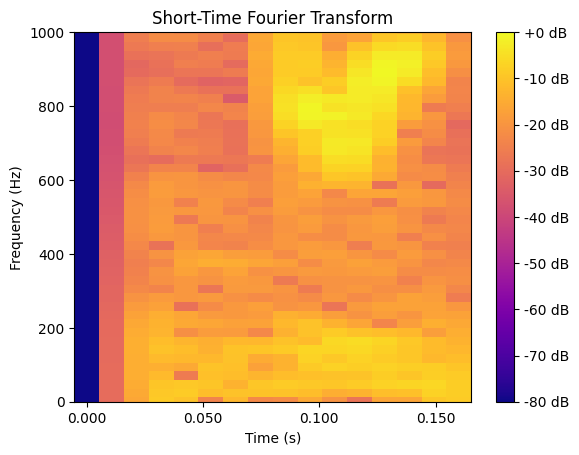 Short-Time Fourier Transform
Frequency (Hz)
1000
800
600
400
200
0
0.000
0.050
0.100
0.150
Time (s)
+0 dB
-10 dB
-20 dB
-30 dB
-40 dB
-50 dB
-60 dB
-70 dB
-80 dB